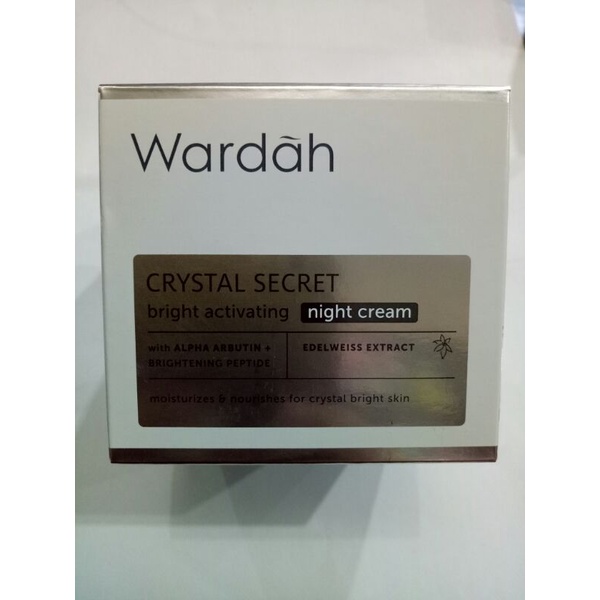 Wardãh
CRYSTAL SECRET
bright activating night cream
with ALPHA ARBUTIN +
BRIGHTENING PEPTIDE
EDELWEISS EXTRACT
moisturizes & nourishes for crystal bright skin